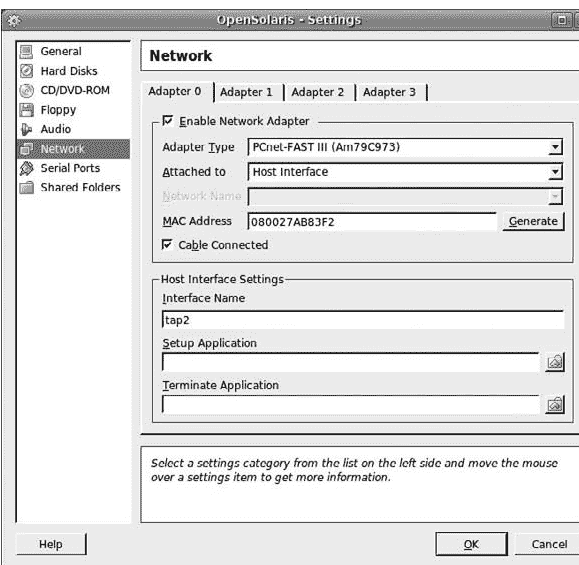 OpenSolaris - Settings
General
Hard Disks
CD/DVD-ROM
Floppy
Audio
Network
Serial Ports
Shared Folders
Network
Adapter 0 Adapter 1 Adapter 2 Adapter 3
Enable Network Adapter
Adapter Type PCnet-FAST III (Am79C973)
Attached to Host Interface
Network Name
MAC Address 080027AB83F2 Generate
Cable Connected
Host Interface Settings
Interface Name
tap2
Setup Application
Terminate Application
Select a settings category from the list on the left side and move the mouse
over a settings item to get more information.
Help OK Cancel